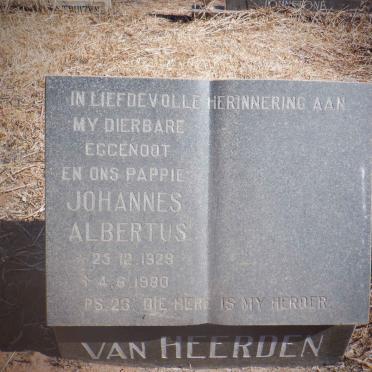 IN LIEFDEVOLLE HERINNERING AAN
MY DIERBARE
EGGENOOT
EN ONS PAPPIE
JOHANNES
ALBERTUS
23.12.1929
4.6.1980
PS. 23. DIE HERE IS MY HERDER.
VAN HEERDEN